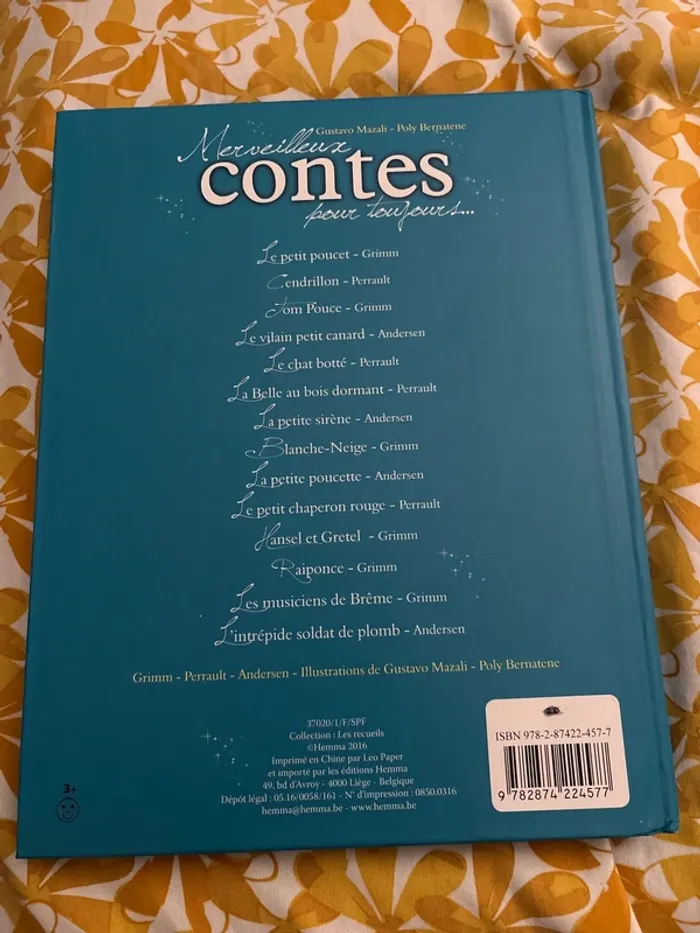 Gustavo Mazali - Poly Bernatene
Merveilleux
contes
pour toujours...
Le petit poucet - Grimm
Cendrillon - Perrault
Tom Pouce - Grimm
Le vilain petit canard - Andersen
Le chat botté - Perrault
La Belle au bois dormant - Perrault
La petite sirène - Andersen
Blanche-Neige - Grimm
La petite poucette - Andersen
Le petit chaperon rouge - Perrault
Hansel et Gretel - Grimm
Raiponce - Grimm
Les musiciens de Brême - Grimm
L'intrépide soldat de plomb - Andersen
Grimm - Perrault - Andersen - Illustrations de Gustavo Mazali - Poly Bernatene
37020/1/F/SPF
Collection : Les recueils
©Hemma 2016
Imprimé en Chine par Leo Paper
et importé par les éditions Hemma
49, bd d'Avroy - 4000 Liège - Belgique
Dépôt légal : 05.16/0058/161 - N° d'impression : 0850.0316
hemma@hemma.be - www.hemma.be
3+
ISBN 978-2-87422-457-7
9 782874 224577